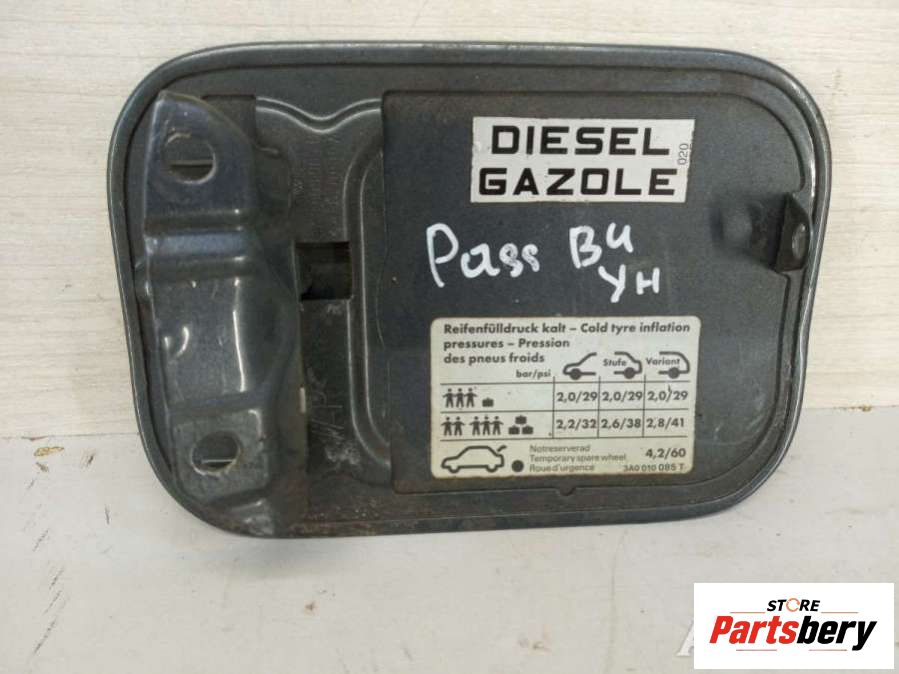 DIESEL
GAZOLE
020
Pass B4
УН
Reifenfülldruck kalt – Cold tyre inflation
pressures – Pression
des pneus froids
bar/psi
Stufe
Variant
2,0/29 2,0/29 2,0/29
2,2/32 2,6/38 2,8/41
Notreserverad
Temporary spare wheel
Roue d'urgence
4,2/60
3A0 010 085 T
STORE
Partsbery